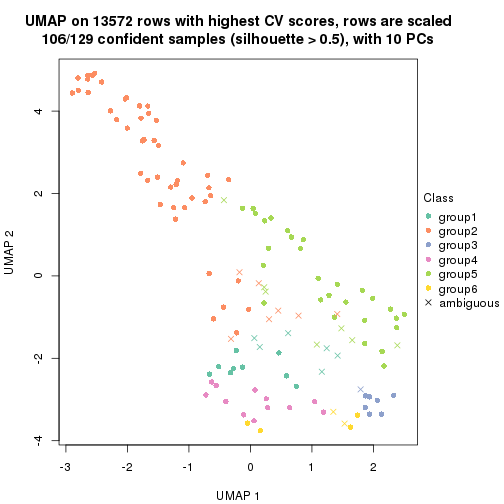 UMAP on 13572 rows with highest CV scores, rows are scaled
106/129 confident samples (silhouette > 0.5), with 10 PCs
4
2
0
-2
-4
UMAP 2
-3
-2
-1
0
1
2
UMAP 1
Class
group1
group2
group3
group4
group5
group6
ambiguous